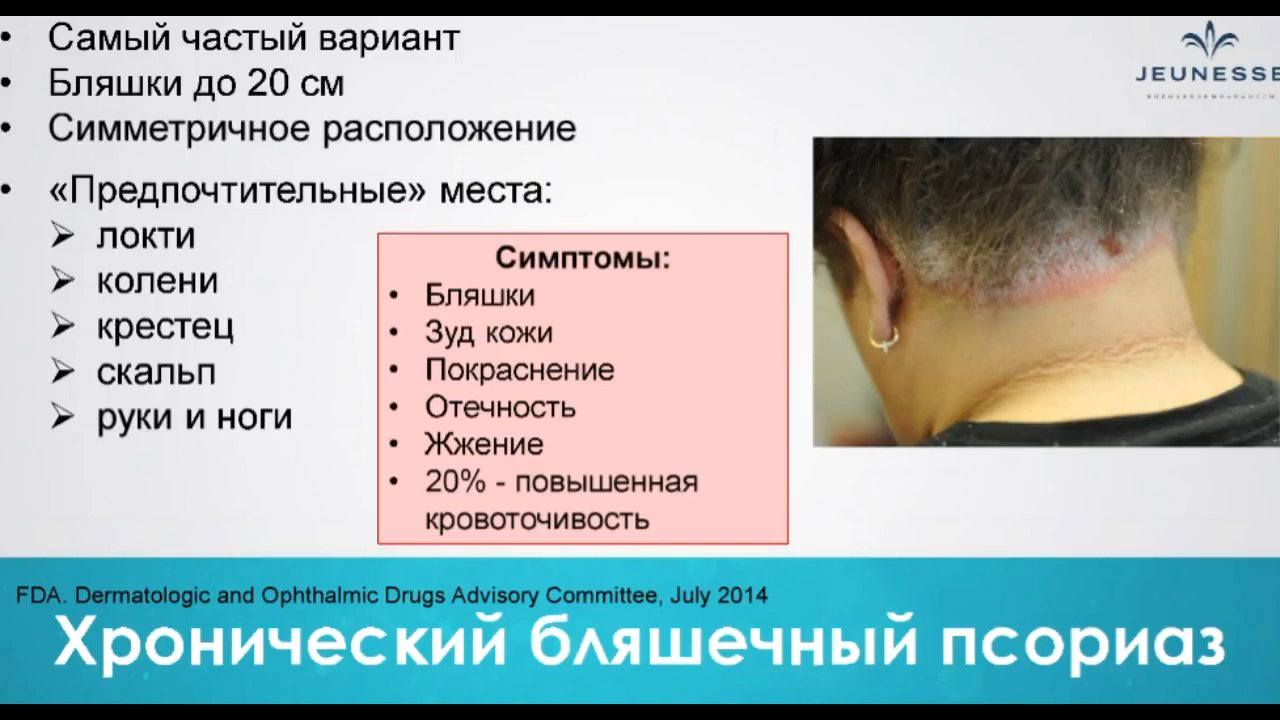 • Самый частый вариант
• Бляшки до 20 см
• Симметричное расположение
• «Предпочтительные» места:
➢ локти
➢ колени
➢ крестец
➢ скальп
➢ руки и ноги
Симптомы:
• Бляшки
• Зуд кожи
• Покраснение
• Отечность
• Жжение
• 20% - повышенная
кровоточивость
JEUNESSE
FDA. Dermatologic and Ophthalmic Drugs Advisory Committee, July 2014
Хронический бляшечный псориаз